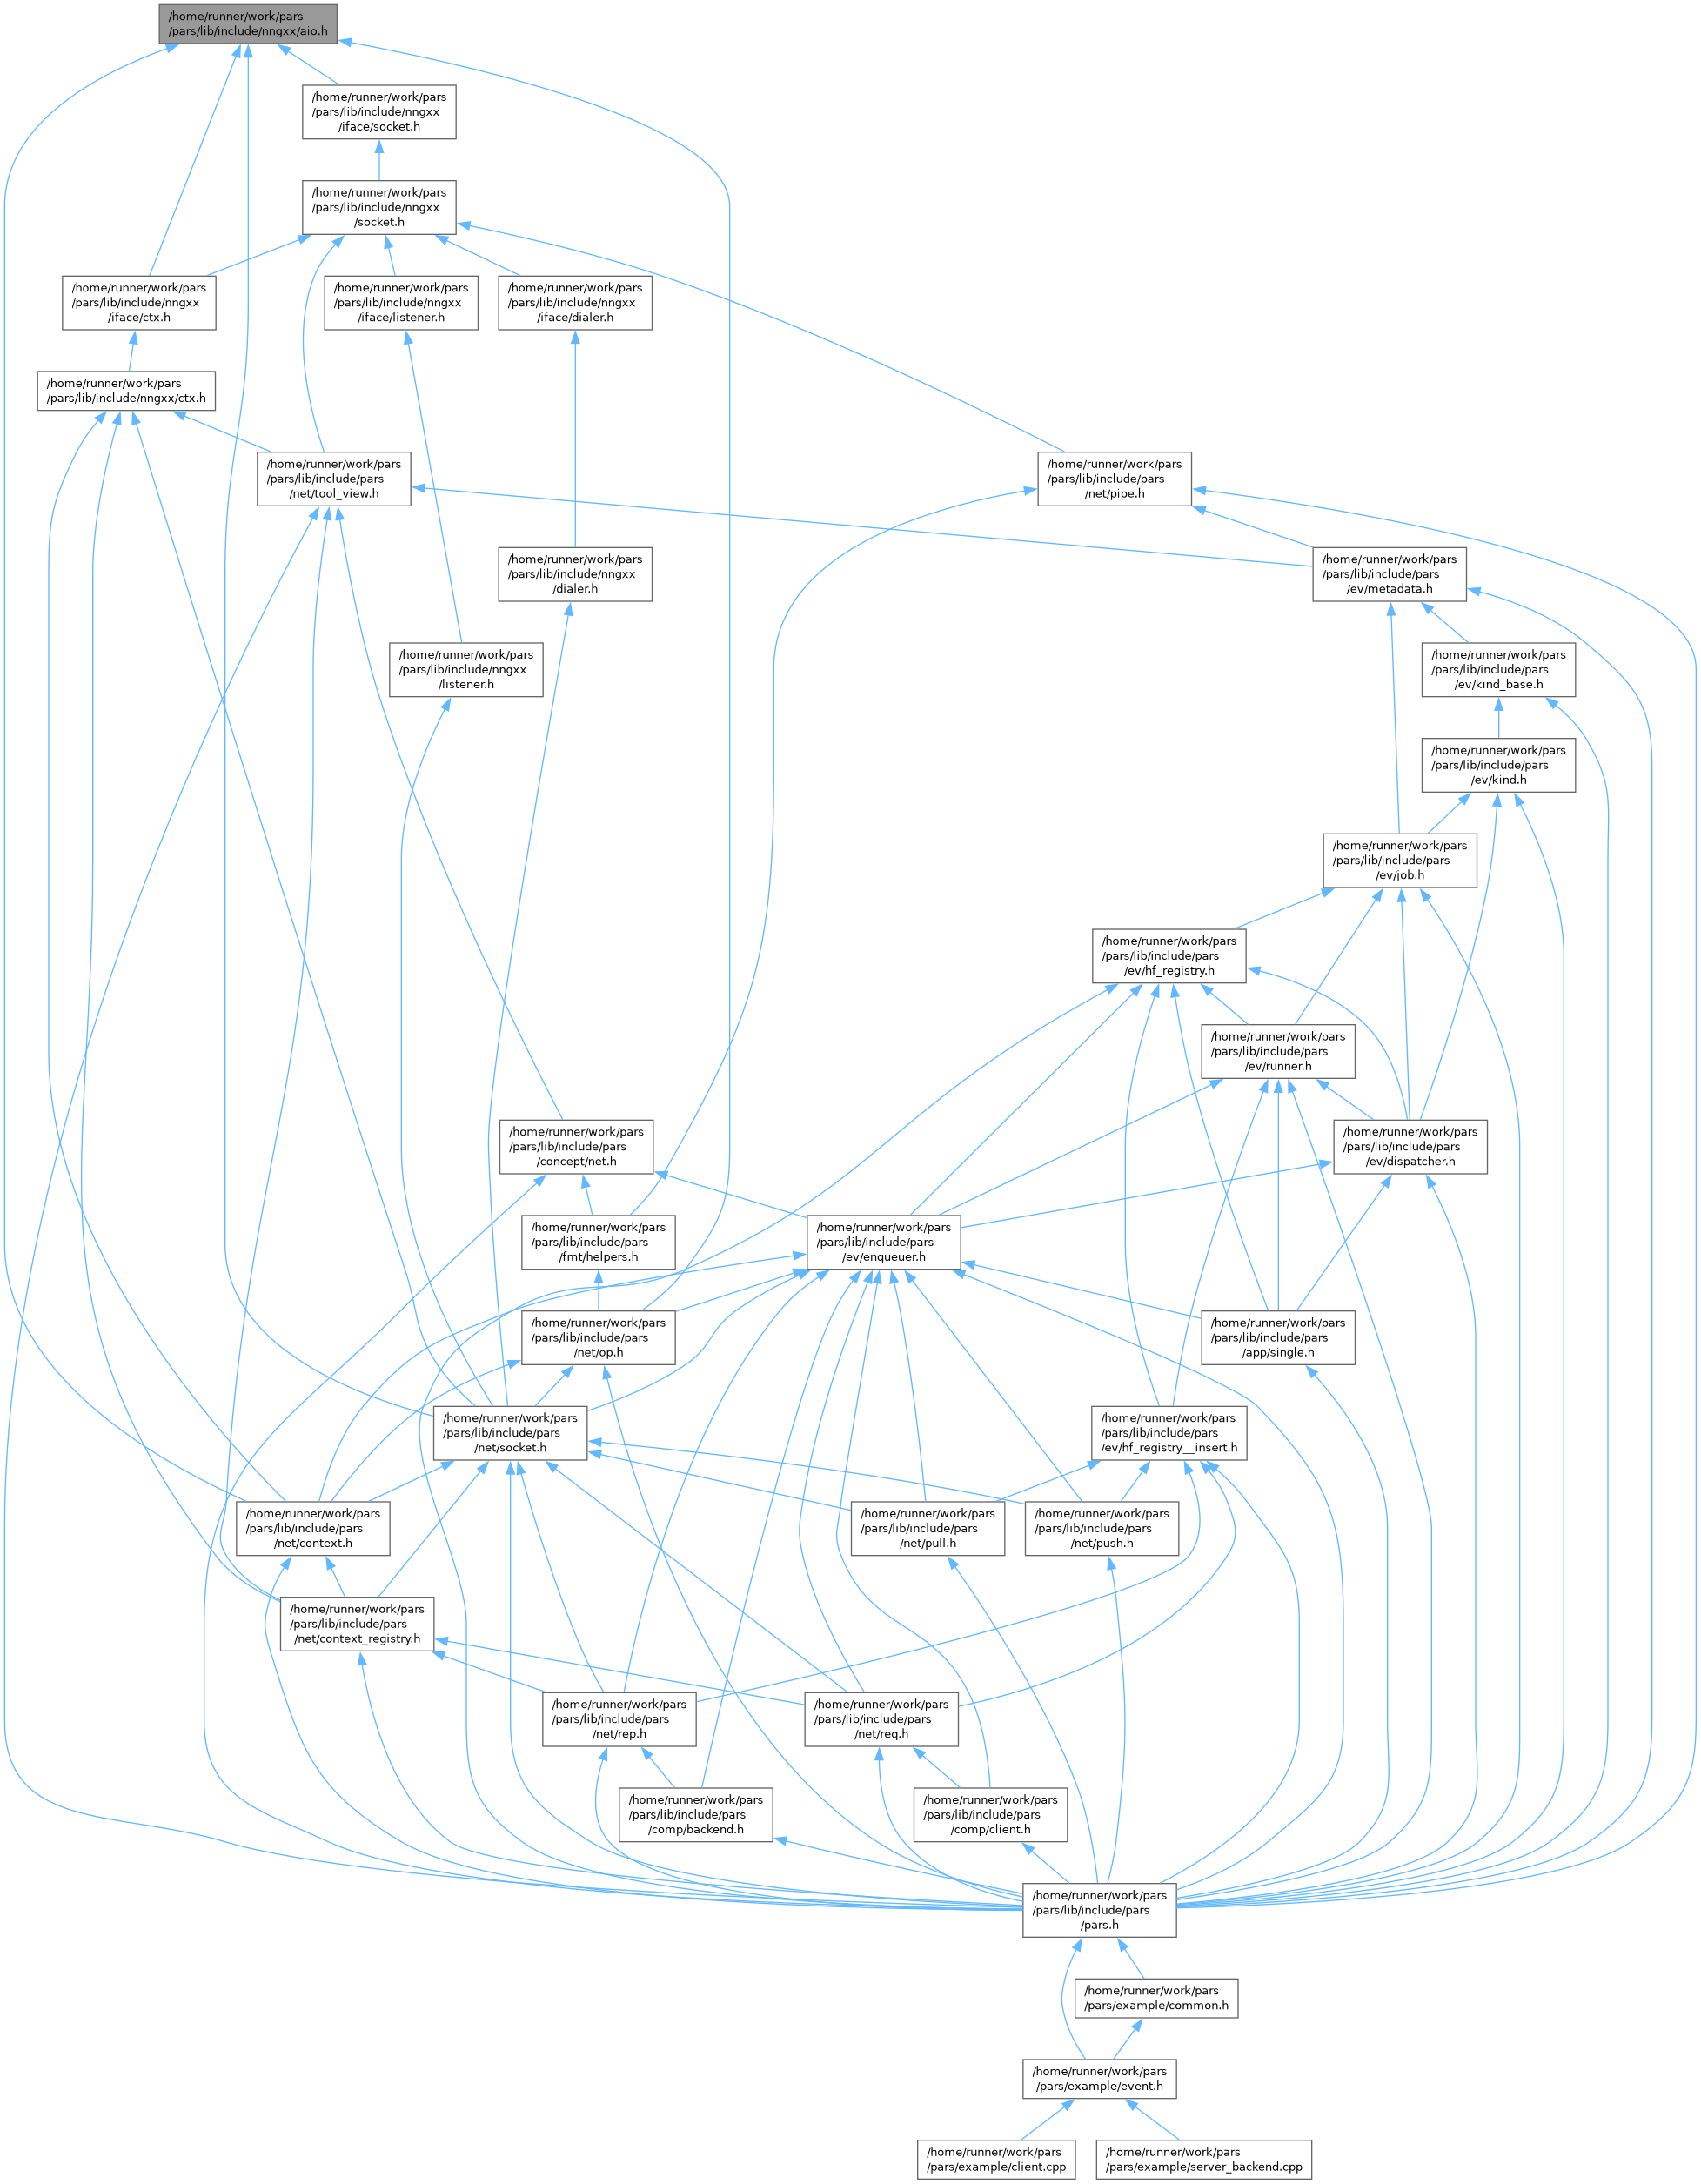 /home/runner/work/pars
/pars/lib/include/nngxx/aio.h
/home/runner/work/pars
/pars/lib/include/nngxx
/iface/socket.h
/home/runner/work/pars
/pars/lib/include/nngxx
/socket.h
/home/runner/work/pars
/pars/lib/include/nngxx
/iface/ctx.h
/home/runner/work/pars
/pars/lib/include/nngxx
/iface/listener.h
/home/runner/work/pars
/pars/lib/include/nngxx
/iface/dialer.h
/home/runner/work/pars
/pars/lib/include/nngxx/ctx.h
/home/runner/work/pars
/pars/lib/include/pars
/net/tool_view.h
/home/runner/work/pars
/pars/lib/include/pars
/net/pipe.h
/home/runner/work/pars
/pars/lib/include/nngxx
/dialer.h
/home/runner/work/pars
/pars/lib/include/pars
/ev/metadata.h
/home/runner/work/pars
/pars/lib/include/nngxx
/listener.h
/home/runner/work/pars
/pars/lib/include/pars
/ev/kind_base.h
/home/runner/work/pars
/pars/lib/include/pars
/ev/kind.h
/home/runner/work/pars
/pars/lib/include/pars
/ev/job.h
/home/runner/work/pars
/pars/lib/include/pars
/ev/hf_registry.h
/home/runner/work/pars
/pars/lib/include/pars
/ev/runner.h
/home/runner/work/pars
/pars/lib/include/pars
/concept/net.h
/home/runner/work/pars
/pars/lib/include/pars
/ev/dispatcher.h
/home/runner/work/pars
/pars/lib/include/pars
/fmt/helpers.h
/home/runner/work/pars
/pars/lib/include/pars
/ev/enqueuer.h
/home/runner/work/pars
/pars/lib/include/pars
/net/op.h
/home/runner/work/pars
/pars/lib/include/pars
/app/single.h
/home/runner/work/pars
/pars/lib/include/pars
/net/socket.h
/home/runner/work/pars
/pars/lib/include/pars
/ev/hf_registry__insert.h
/home/runner/work/pars
/pars/lib/include/pars
/net/context.h
/home/runner/work/pars
/pars/lib/include/pars
/net/pull.h
/home/runner/work/pars
/pars/lib/include/pars
/net/push.h
/home/runner/work/pars
/pars/lib/include/pars
/net/context_registry.h
/home/runner/work/pars
/pars/lib/include/pars
/net/rep.h
/home/runner/work/pars
/pars/lib/include/pars
/net/req.h
/home/runner/work/pars
/pars/lib/include/pars
/comp/backend.h
/home/runner/work/pars
/pars/lib/include/pars
/comp/client.h
/home/runner/work/pars
/pars/lib/include/pars
/pars.h
/home/runner/work/pars
/pars/example/common.h
/home/runner/work/pars
/pars/example/event.h
/home/runner/work/pars
/pars/example/client.cpp
/home/runner/work/pars
/pars/example/server_backend.cpp